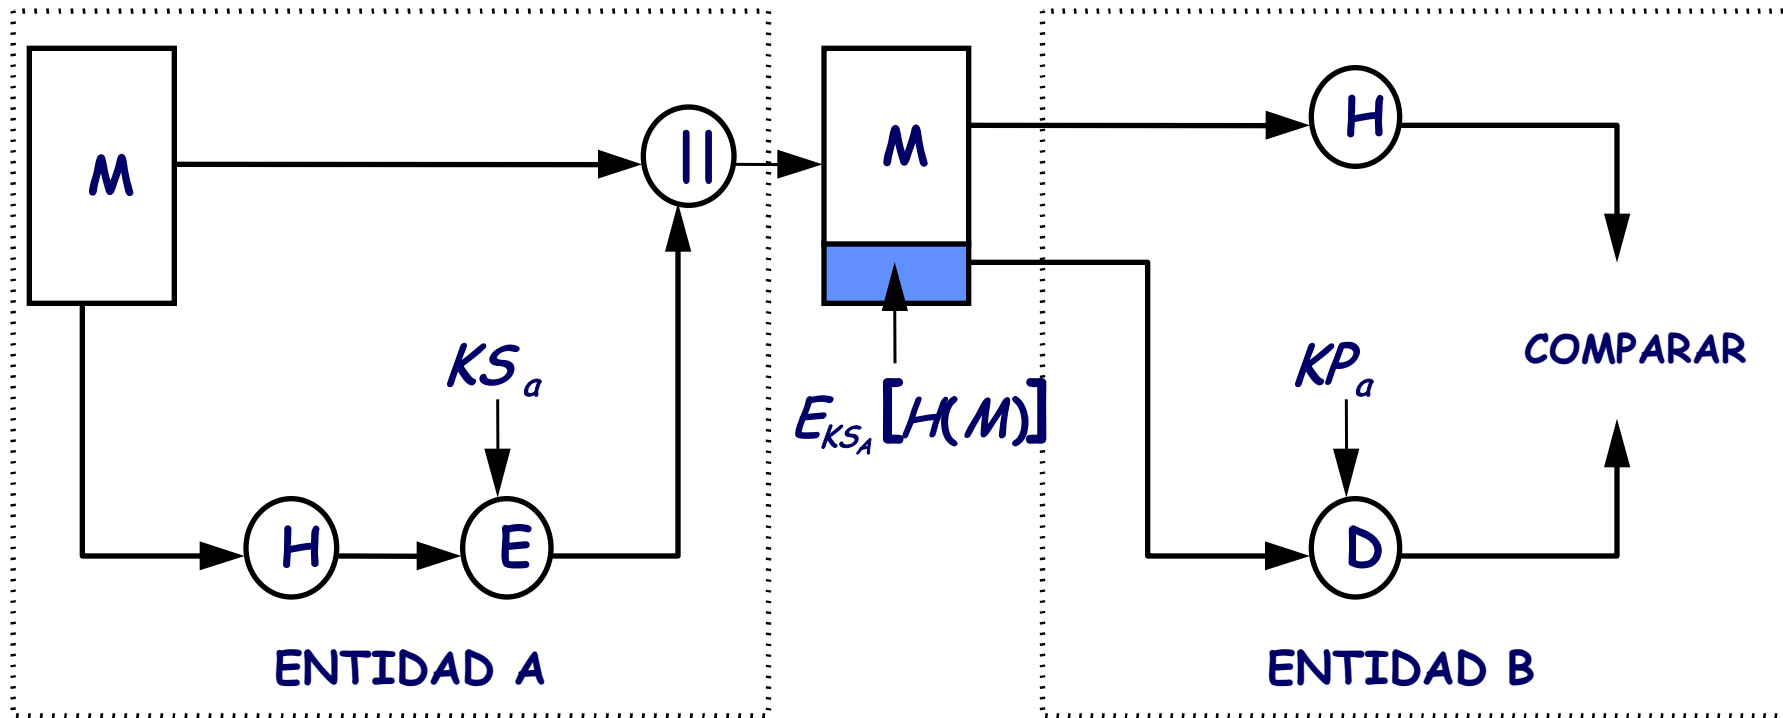 M
||
M
H
KSa
KPa
COMPARAR
EKSA[H(M)]
H
E
D
ENTIDAD A
ENTIDAD B